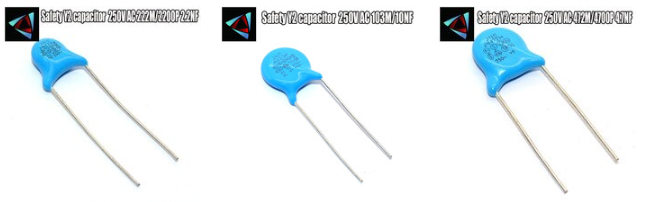 Safety Y2 capacitor 250V AC 222M/2200P 2.2NF
Safety Y2 capacitor 250V AC 103M/10NF
Safety Y2 capacitor 250V AC 472M/4700P 4.7NF